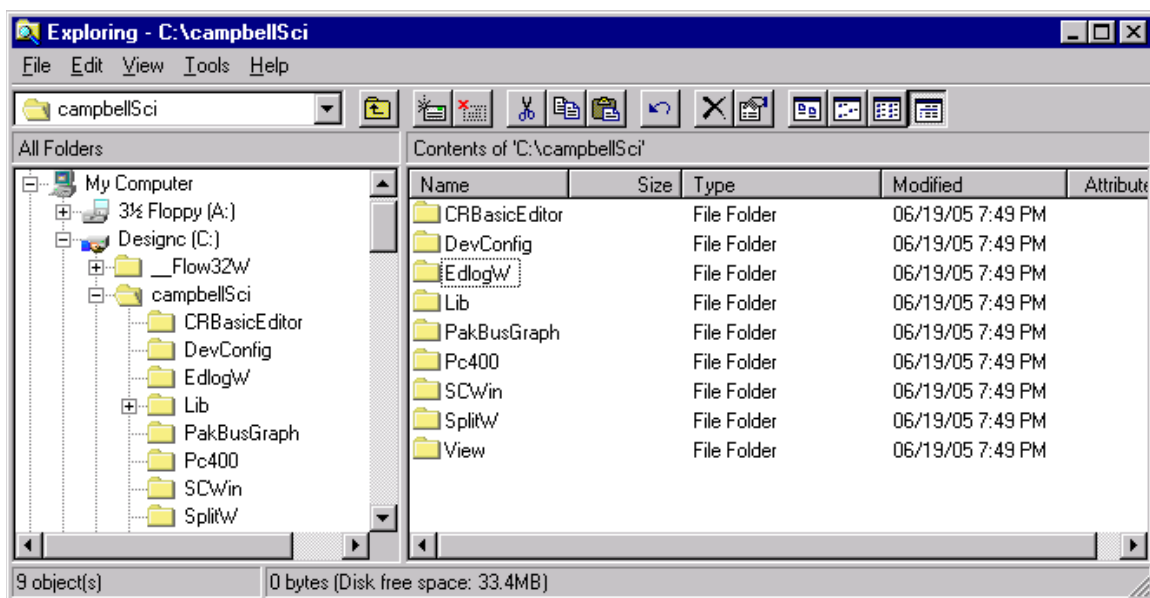 Exploring - C:\campbellSci
File Edit View Tools Help
campbellSci
All Folders Contents of 'C:\campbellSci'
My Computer
3½ Floppy (A:)
Designc (C:)
__Flow32W
campbellSci
CRBasicEditor
DevConfig
EdlogW
Lib
PakBusGraph
Pc400
SCWin
SplitW
Name Size Type Modified Attribute
CRBasicEditor File Folder 06/19/05 7:49 PM
DevConfig File Folder 06/19/05 7:49 PM
EdlogW File Folder 06/19/05 7:49 PM
Lib File Folder 06/19/05 7:49 PM
PakBusGraph File Folder 06/19/05 7:49 PM
Pc400 File Folder 06/19/05 7:49 PM
SCWin File Folder 06/19/05 7:49 PM
SplitW File Folder 06/19/05 7:49 PM
View File Folder 06/19/05 7:49 PM
9 object(s) 0 bytes (Disk free space: 33.4MB)